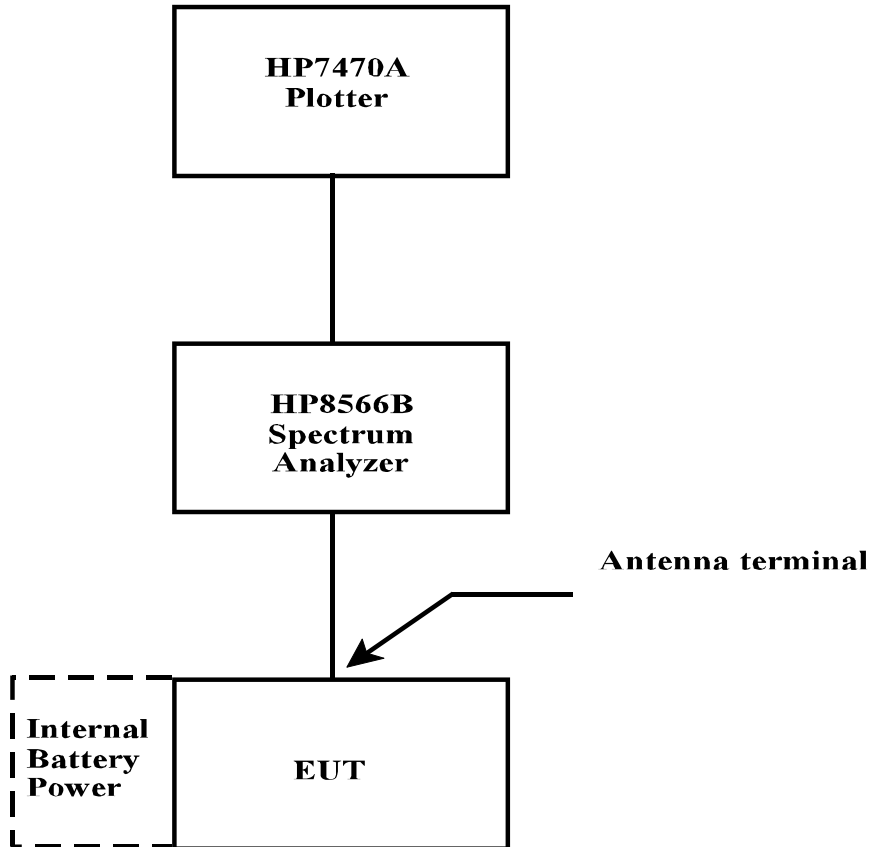 HP7470A
Plotter
HP8566B
Spectrum
Analyzer
Antenna terminal
Internal
Battery
Power
EUT